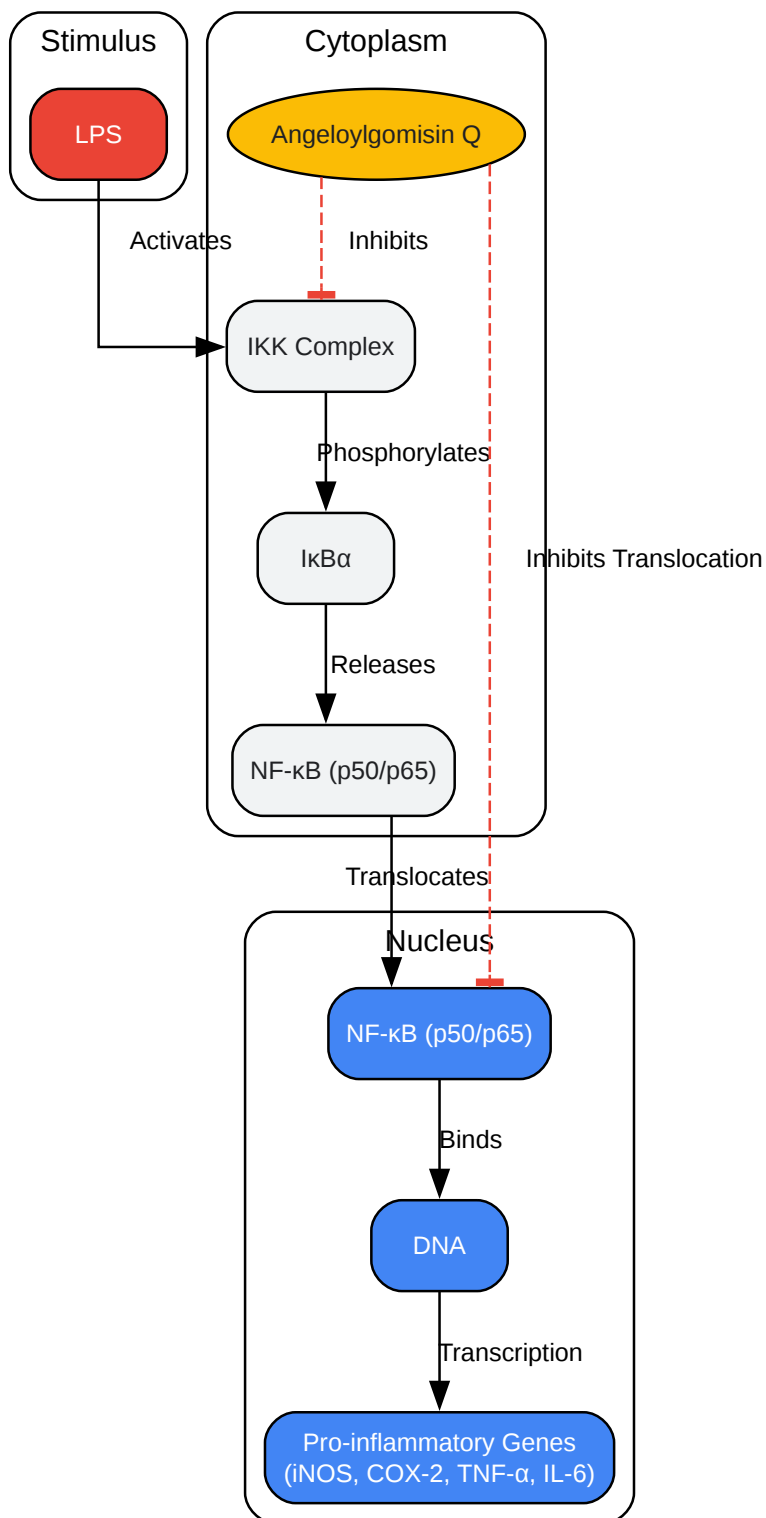 Stimulus
Cytoplasm
LPS
Angeloylgomisin Q
Activates
Inhibits
IKK Complex
Phosphorylates
IκBα
Inhibits Translocation
Releases
NF-κB (p50/p65)
Translocates
Nucleus
NF-κB (p50/p65)
Binds
DNA
Transcription
Pro-inflammatory Genes
(iNOS, COX-2, TNF-α, IL-6)